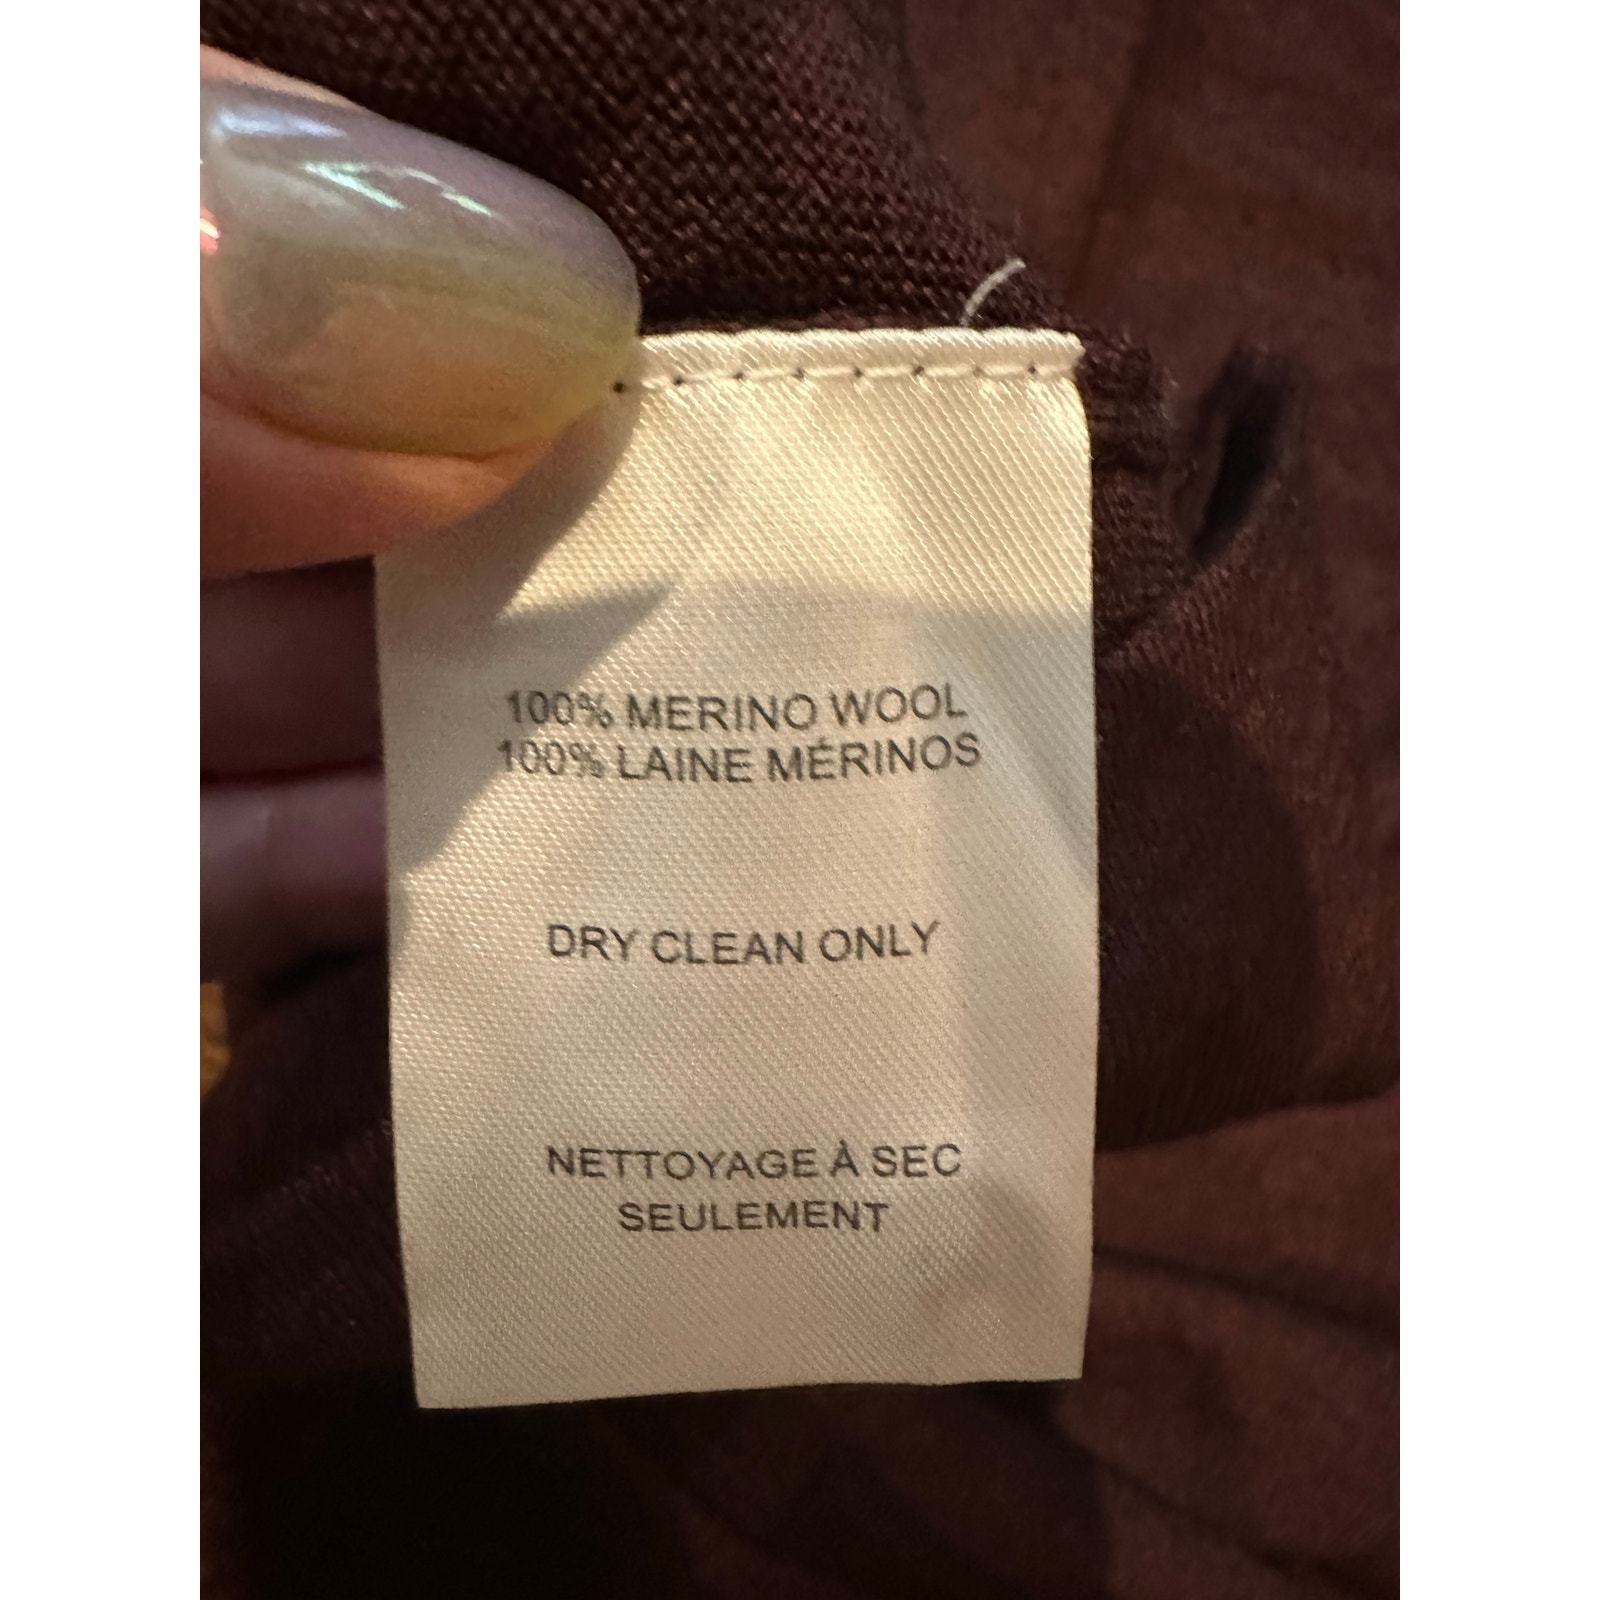 100% MERINO WOOL
100% LAINE MÉRINOS
DRY CLEAN ONLY
NETTOYAGE À SEC
SEULEMENT